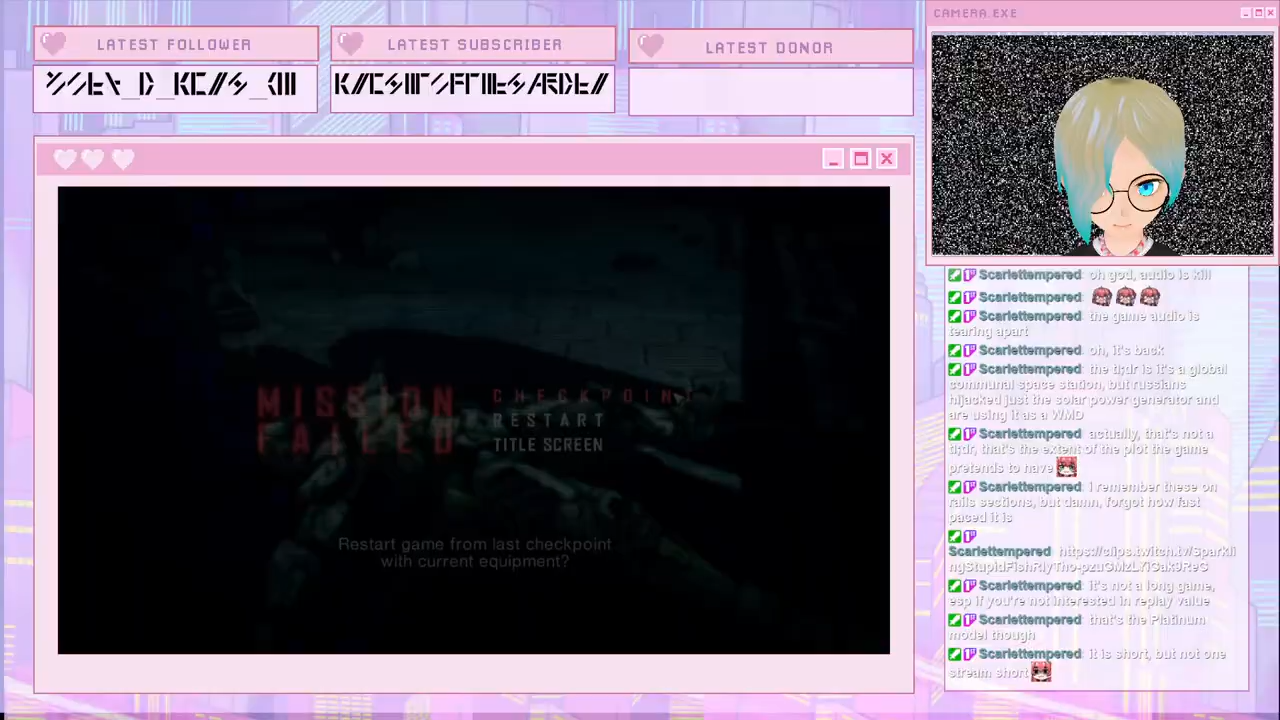 LATEST FOLLOWER
LATEST SUBSCRIBER
LATEST DONOR
CAMERA.EXE
MISSION
FAILED
CHECKPOINT
RESTART
TITLE SCREEN
Restart game from last checkpoint
with current equipment?
Scarlettempered oh god, audio is kill
Scarlettempered
Scarlettempered the game audio is
tearing apart
Scarlettempered oh, it's back
Scarlettempered the tl;dr is it's a global
communal space station, but russians
hijacked just the solar power generator and
are using it as a WMD
Scarlettempered actually, that's not a
tl;dr, that's the extent of the plot the game
pretends to have
Scarlettempered I remember these on
rails sections, but damn, forgot how fast
paced it is
Scarlettempered
Scarlettempered it's not a long game,
esp if you're not interested in replay value
Scarlettempered that's the Platinum
model though
Scarlettempered it is short, but not one
stream short